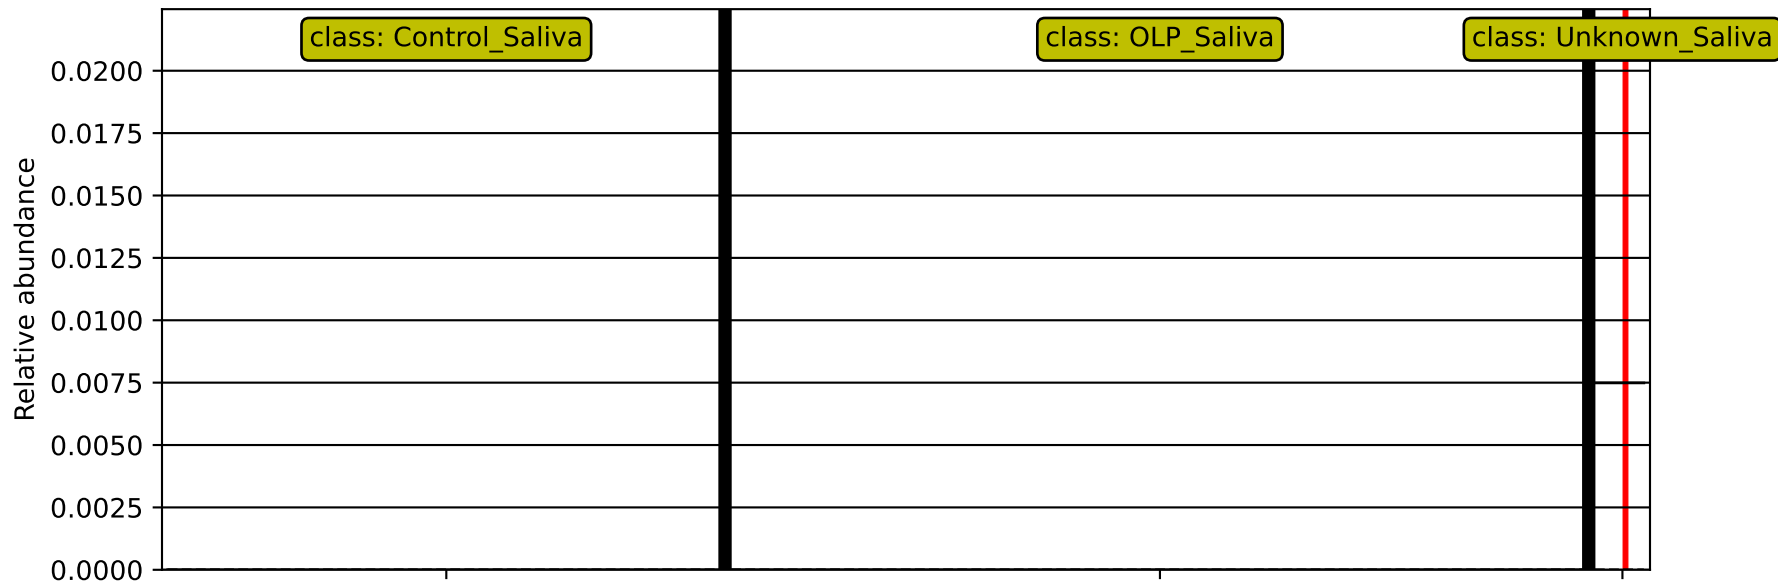 class: Control_Saliva
class: OLP_Saliva
class: Unknown_Saliva
Relative abundance
0.0200
0.0175
0.0150
0.0125
0.0100
0.0075
0.0050
0.0025
0.0000